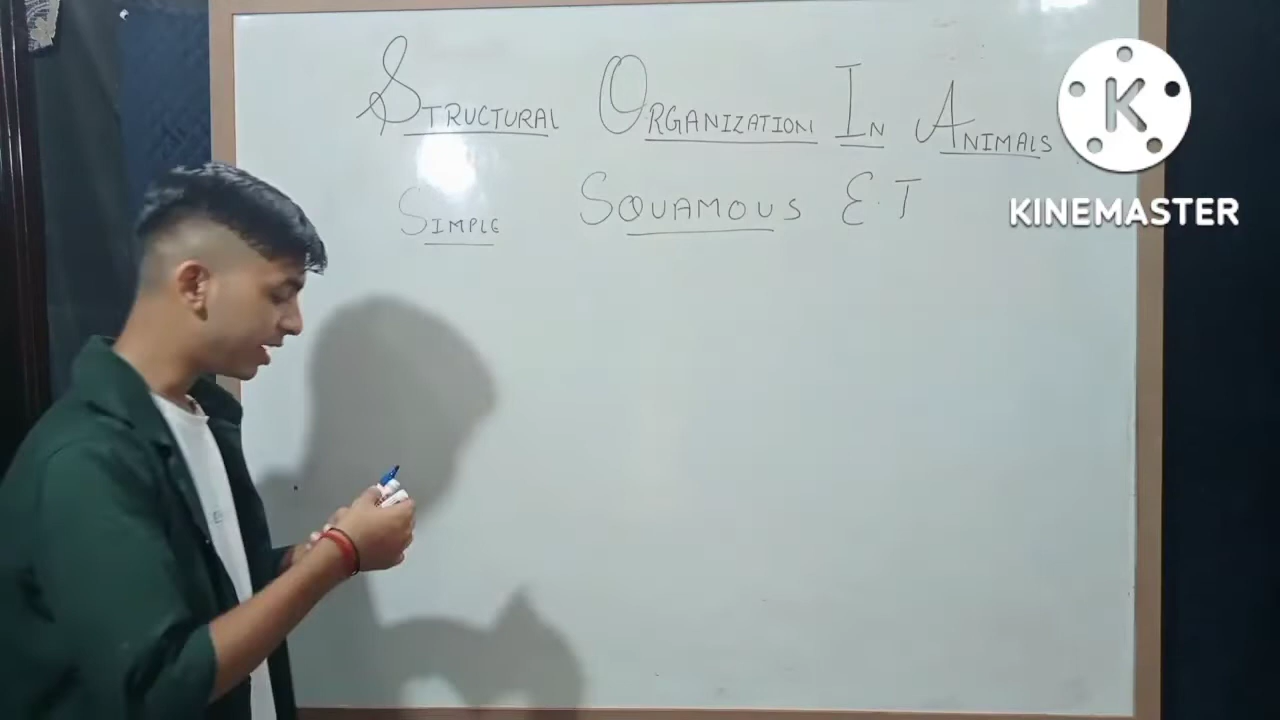 STRUCTURAL ORGANIZATION IN ANIMALS
SIMPLE SQUAMOUS E.T
KINEMASTER